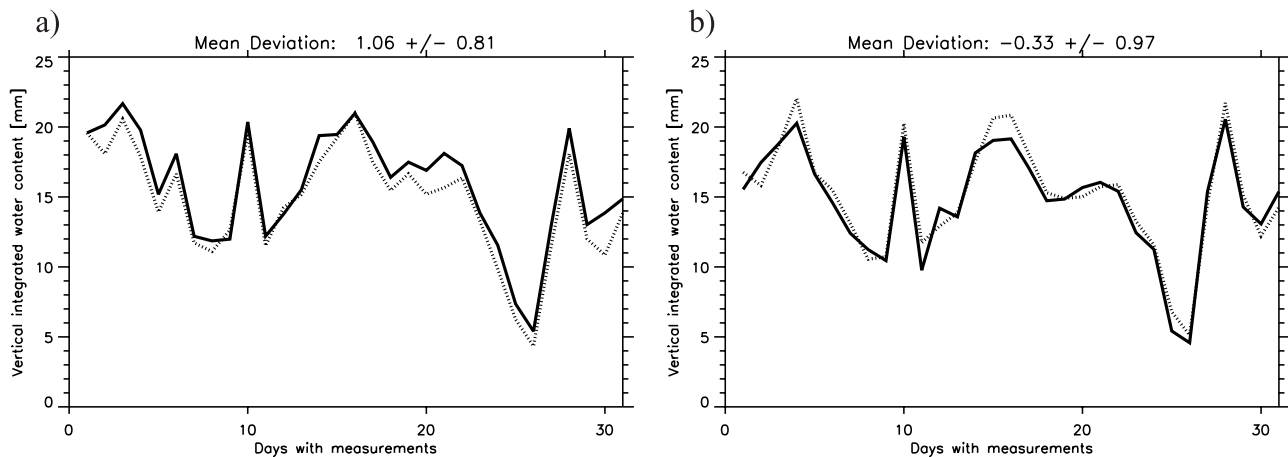 a)
Mean Deviation: 1.06 +/- 0.81
Vertical integrated water content [mm]
25
20
15
10
5
0
0 10 20 30
Days with measurements
b)
Mean Deviation: -0.33 +/- 0.97
Vertical integrated water content [mm]
25
20
15
10
5
0
0 10 20 30
Days with measurements